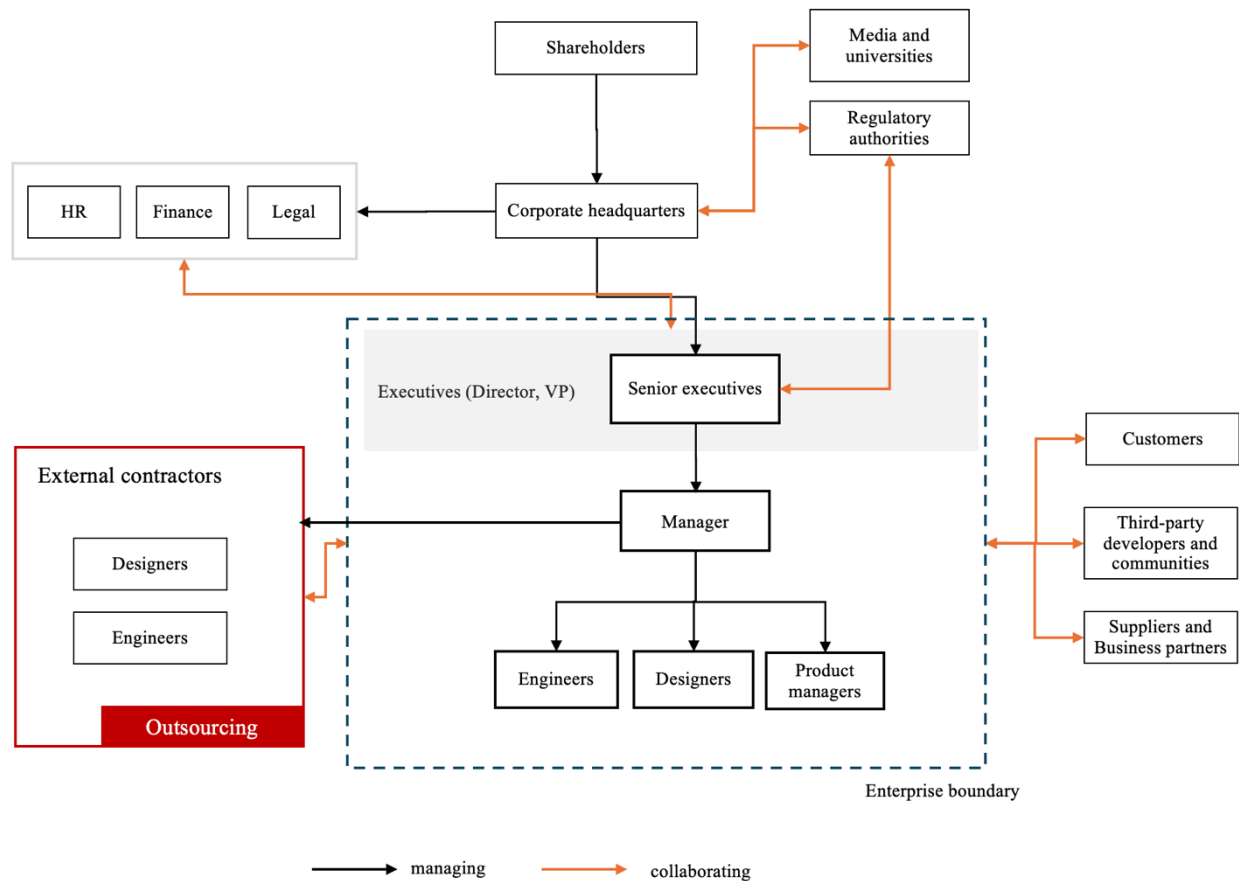 Shareholders
Media and
universities
Regulatory
authorities
HR
Finance
Legal
Corporate headquarters
Executives (Director, VP)
Senior executives
External contractors
Designers
Engineers
Outsourcing
Manager
Engineers
Designers
Product
managers
Customers
Third-party
developers and
communities
Suppliers and
Business partners
Enterprise boundary
managing
collaborating